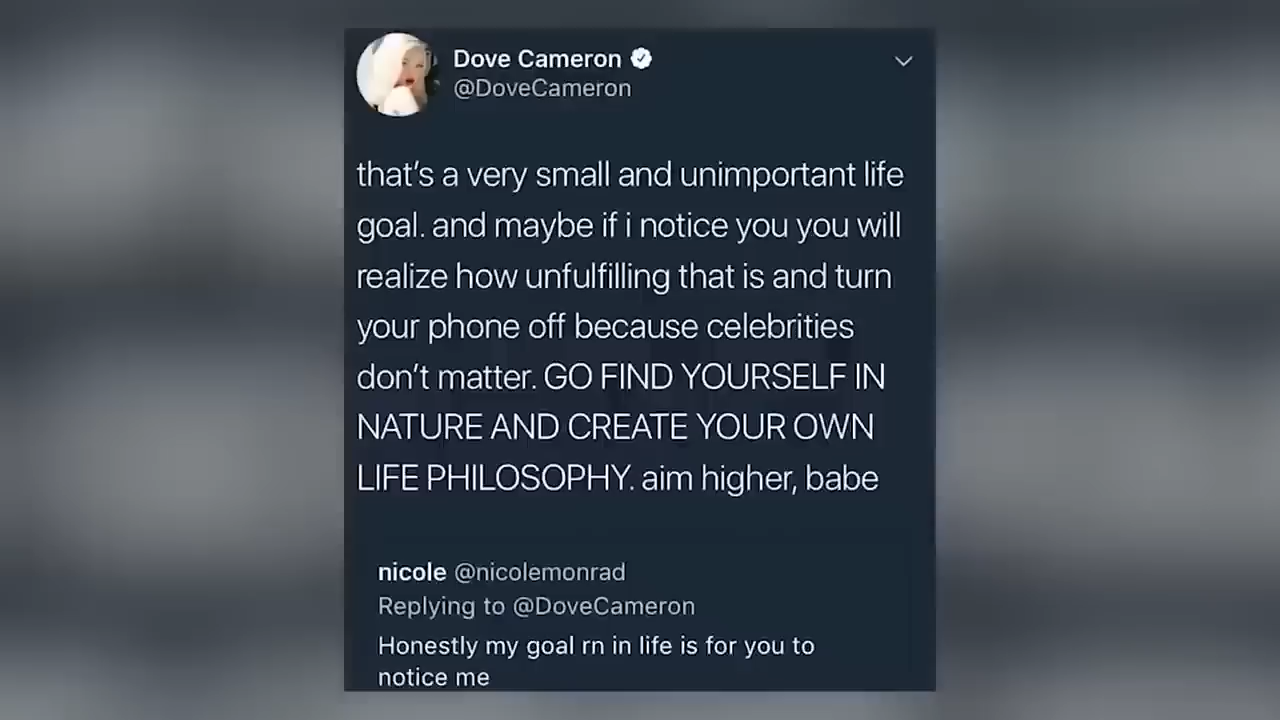 Dove Cameron
@DoveCameron
that's a very small and unimportant life
goal. and maybe if i notice you you will
realize how unfulfilling that is and turn
your phone off because celebrities
don't matter. GO FIND YOURSELF IN
NATURE AND CREATE YOUR OWN
LIFE PHILOSOPHY. aim higher, babe
nicole @nicolemonrad
Replying to @DoveCameron
Honestly my goal rn in life is for you to
notice me